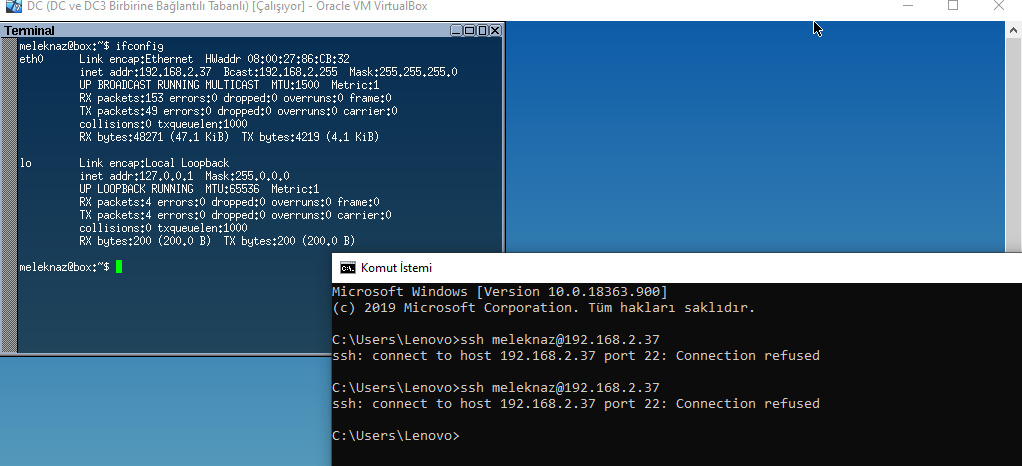 DC (DC ve DC3 Birbirine Bağlantılı Tabanlı) [Çalışıyor] - Oracle VM VirtualBox
Terminal
meleknaz@box:~$ ifconfig
eth0 Link encap:Ethernet HWaddr 08:00:27:86:CB:32
inet addr:192.168.2.37 Bcast:192.168.2.255 Mask:255.255.255.0
UP BROADCAST RUNNING MULTICAST MTU:1500 Metric:1
RX packets:153 errors:0 dropped:0 overruns:0 frame:0
TX packets:49 errors:0 dropped:0 overruns:0 carrier:0
collisions:0 txqueuelen:1000
RX bytes:48271 (47.1 KiB) TX bytes:4219 (4.1 KiB)
lo Link encap:Local Loopback
inet addr:127.0.0.1 Mask:255.0.0.0
UP LOOPBACK RUNNING MTU:65536 Metric:1
RX packets:4 errors:0 dropped:0 overruns:0 frame:0
TX packets:4 errors:0 dropped:0 overruns:0 carrier:0
collisions:0 txqueuelen:1000
RX bytes:200 (200.0 B) TX bytes:200 (200.0 B)
meleknaz@box:~$
Komut İstemi
Microsoft Windows [Version 10.0.18363.900]
(c) 2019 Microsoft Corporation. Tüm hakları saklıdır.
C:\Users\Lenovo>ssh meleknaz@192.168.2.37
ssh: connect to host 192.168.2.37 port 22: Connection refused
C:\Users\Lenovo>ssh meleknaz@192.168.2.37
ssh: connect to host 192.168.2.37 port 22: Connection refused
C:\Users\Lenovo>